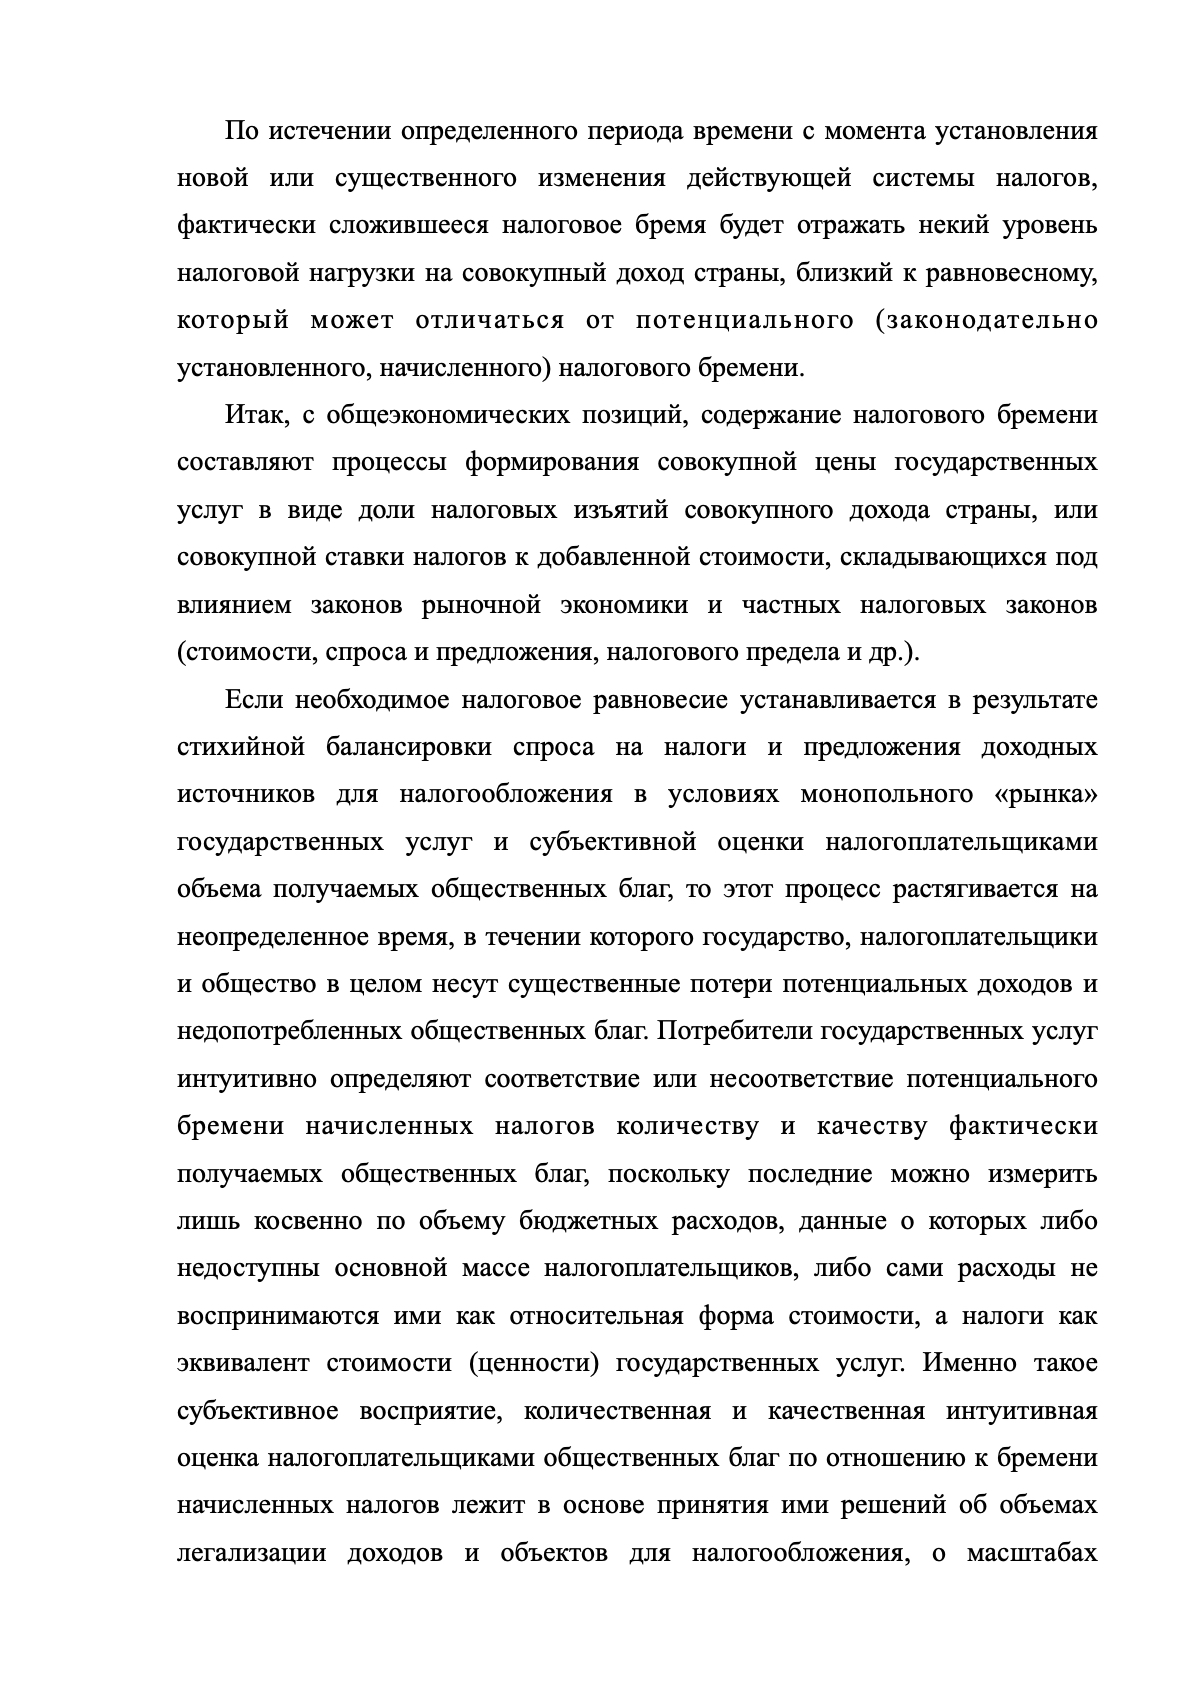 По истечении определенного периода времени с момента установления
новой или существенного изменения действующей системы налогов,
фактически сложившееся налоговое бремя будет отражать некий уровень
налоговой нагрузки на совокупный доход страны, близкий к равновесному,
который может отличаться от потенциального (законодательно
установленного, начисленного) налогового бремени.
Итак, с общеэкономических позиций, содержание налогового бремени
составляют процессы формирования совокупной цены государственных
услуг в виде доли налоговых изъятий совокупного дохода страны, или
совокупной ставки налогов к добавленной стоимости, складывающихся под
влиянием законов рыночной экономики и частных налоговых законов
(стоимости, спроса и предложения, налогового предела и др.).
Если необходимое налоговое равновесие устанавливается в результате
стихийной балансировки спроса на налоги и предложения доходных
источников для налогообложения в условиях монопольного «рынка»
государственных услуг и субъективной оценки налогоплательщиками
объема получаемых общественных благ, то этот процесс растягивается на
неопределенное время, в течении которого государство, налогоплательщики
и общество в целом несут существенные потери потенциальных доходов и
недопотребленных общественных благ. Потребители государственных услуг
интуитивно определяют соответствие или несоответствие потенциального
бремени начисленных налогов количеству и качеству фактически
получаемых общественных благ, поскольку последние можно измерить
лишь косвенно по объему бюджетных расходов, данные о которых либо
недоступны основной массе налогоплательщиков, либо сами расходы не
воспринимаются ими как относительная форма стоимости, а налоги как
эквивалент стоимости (ценности) государственных услуг. Именно такое
субъективное восприятие, количественная и качественная интуитивная
оценка налогоплательщиками общественных благ по отношению к бремени
начисленных налогов лежит в основе принятия ими решений об объемах
легализации доходов и объектов для налогообложения, о масштабах